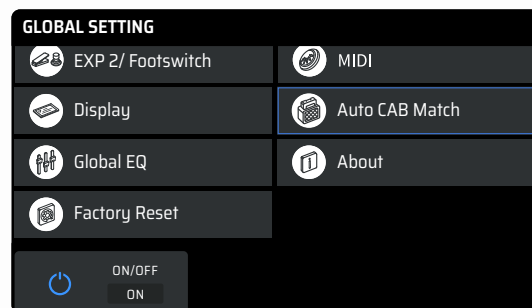 GLOBAL SETTING
EXP 2/ Footswitch
MIDI
Display
Auto CAB Match
Global EQ
About
Factory Reset
ON/OFF
ON